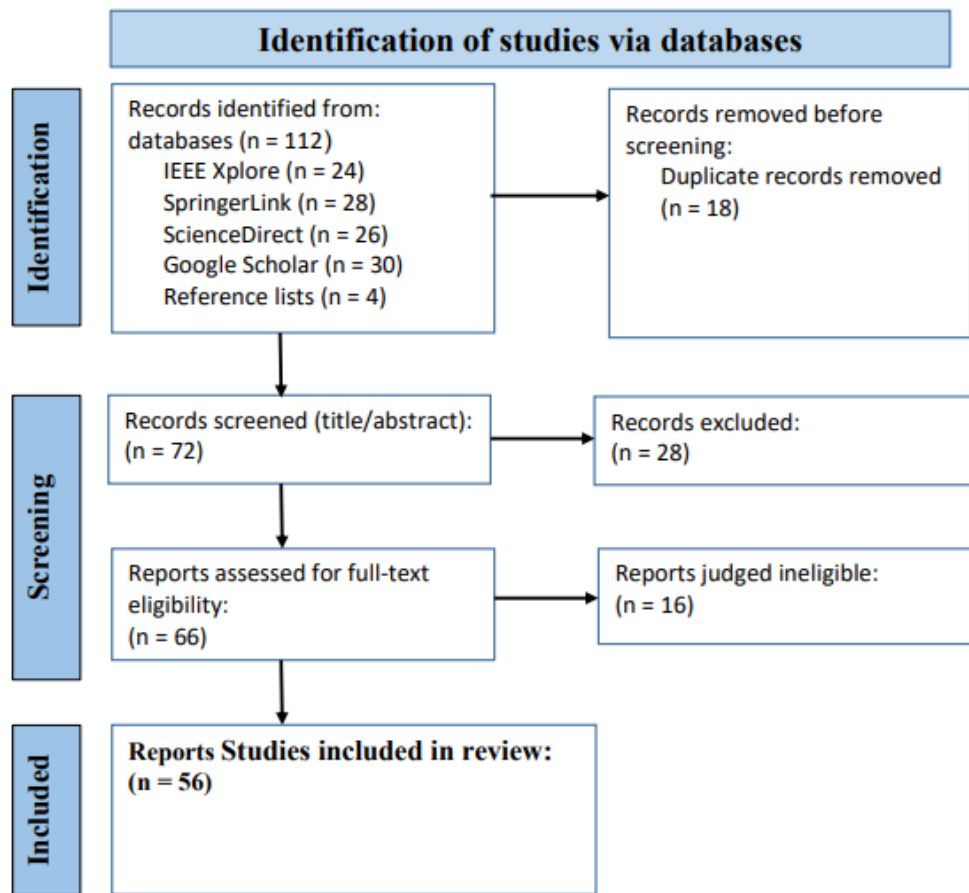 Identification of studies via databases
Identification
Records identified from:
databases (n = 112)
IEEE Xplore (n = 24)
SpringerLink (n = 28)
ScienceDirect (n = 26)
Google Scholar (n = 30)
Reference lists (n = 4)
Records removed before
screening:
Duplicate records removed
(n = 18)
Screening
Records screened (title/abstract):
(n = 72)
Records excluded:
(n = 28)
Reports assessed for full-text
eligibility:
(n = 66)
Reports judged ineligible:
(n = 16)
Included
Reports Studies included in review:
(n = 56)